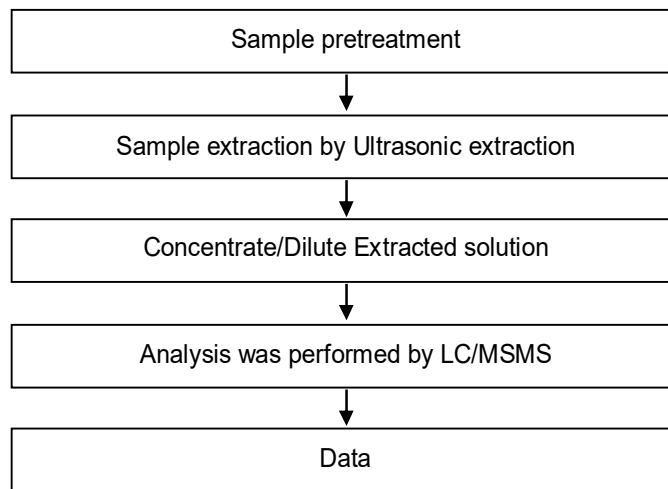 Sample pretreatment
Sample extraction by Ultrasonic extraction
Concentrate/Dilute Extracted solution
Analysis was performed by LC/MSMS
Data